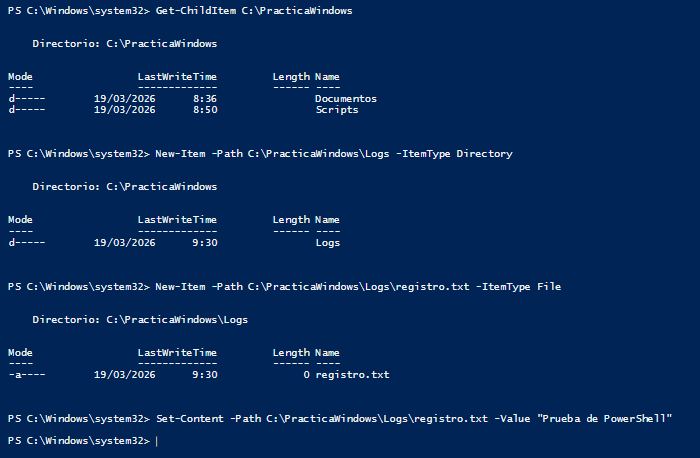 PS C:\Windows\system32> Get-ChildItem C:\PracticaWindows
Directorio: C:\PracticaWindows
Mode LastWriteTime Length Name
---- ------------- ------ ----
d----- 19/03/2026 8:36 Documentos
d----- 19/03/2026 8:50 Scripts
PS C:\Windows\system32> New-Item -Path C:\PracticaWindows\Logs -ItemType Directory
Directorio: C:\PracticaWindows
Mode LastWriteTime Length Name
---- ------------- ------ ----
d----- 19/03/2026 9:30 Logs
PS C:\Windows\system32> New-Item -Path C:\PracticaWindows\Logs\registro.txt -ItemType File
Directorio: C:\PracticaWindows\Logs
Mode LastWriteTime Length Name
---- ------------- ------ ----
-a---- 19/03/2026 9:30 0 registro.txt
PS C:\Windows\system32> Set-Content -Path C:\PracticaWindows\Logs\registro.txt -Value "Prueba de PowerShell"
PS C:\Windows\system32>